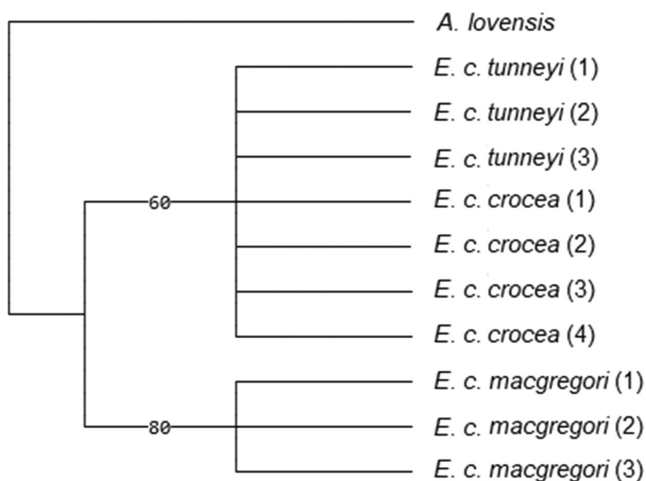 A. lovensis
E. c. tunneyi (1)
E. c. tunneyi (2)
E. c. tunneyi (3)
60 E. c. crocea (1)
E. c. crocea (2)
E. c. crocea (3)
E. c. crocea (4)
E. c. macgregori (1)
80 E. c. macgregori (2)
E. c. macgregori (3)